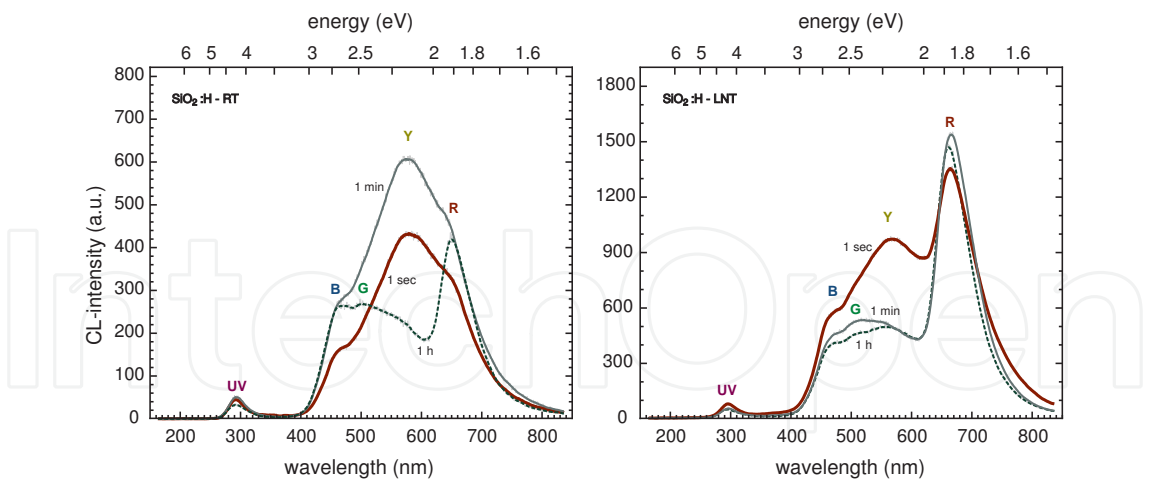 energy (eV)
6 5 4 3 2.5 2 1.8 1.6
800
700
600
500
400
300
200
100
0
CL-intensity (a.u.)
SiO₂ :H - RT
Y
1 min
R
1 sec
B
G
1 h
UV
200 300 400 500 600 700 800
wavelength (nm)
energy (eV)
6 5 4 3 2.5 2 1.8 1.6
1800
1500
1200
900
600
300
0
SiO₂ :H - LNT
R
Y
1 sec
B
G
1 min
1 h
UV
200 300 400 500 600 700 800
wavelength (nm)
IntechOpen